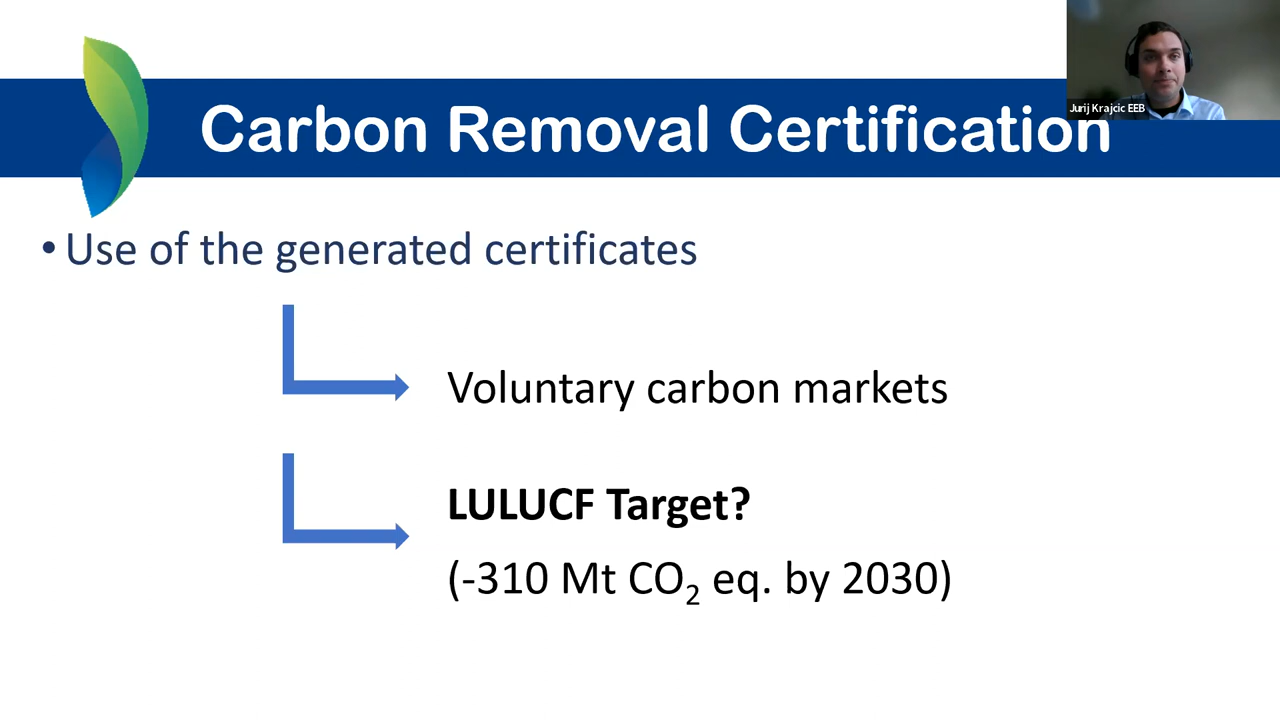 Carbon Removal Certification
Jurij Krajcic EEB
• Use of the generated certificates
Voluntary carbon markets
LULUCF Target?
(-310 Mt CO₂ eq. by 2030)